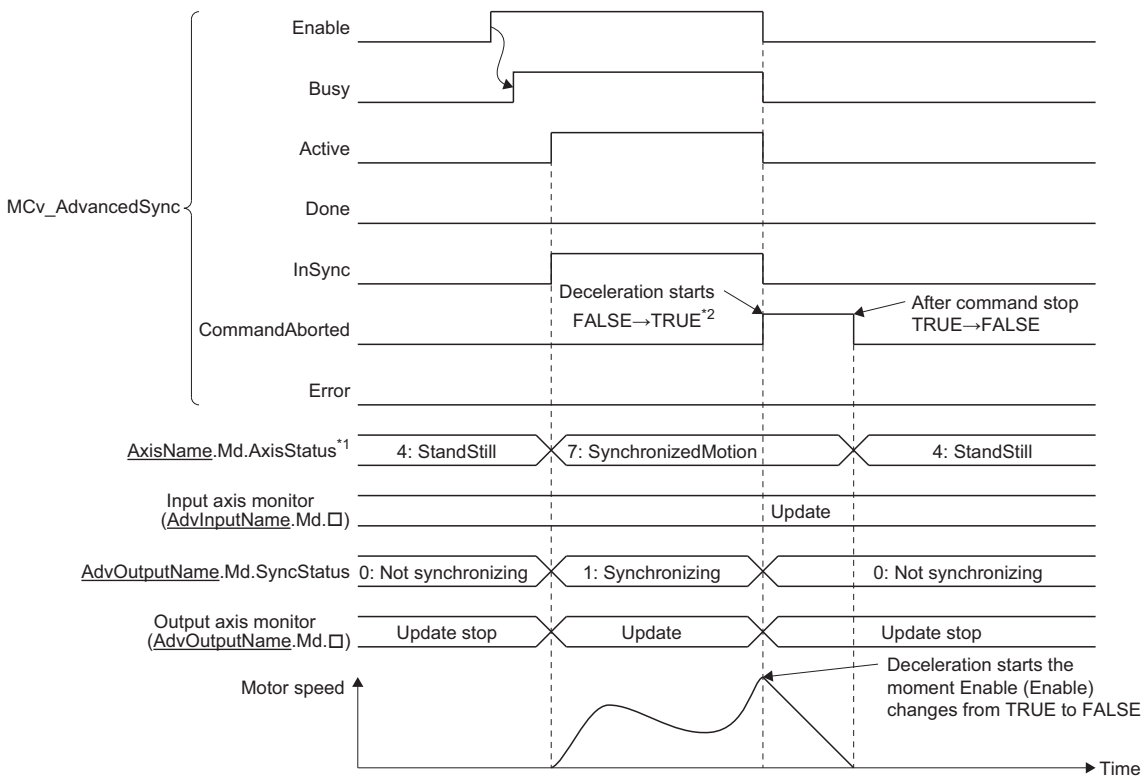 Enable
Busy
Active
MCv_AdvancedSync
Done
InSync
Deceleration starts
FALSE→TRUE*2
After command stop
TRUE→FALSE
CommandAborted
Error
AxisName.Md.AxisStatus*1
4: StandStill
7: SynchronizedMotion
4: StandStill
Input axis monitor
(AdvInputName.Md.□)
Update
AdvOutputName.Md.SyncStatus
0: Not synchronizing
1: Synchronizing
0: Not synchronizing
Output axis monitor
(AdvOutputName.Md.□)
Update stop
Update
Update stop
Motor speed
Deceleration starts the
moment Enable (Enable)
changes from TRUE to FALSE
Time